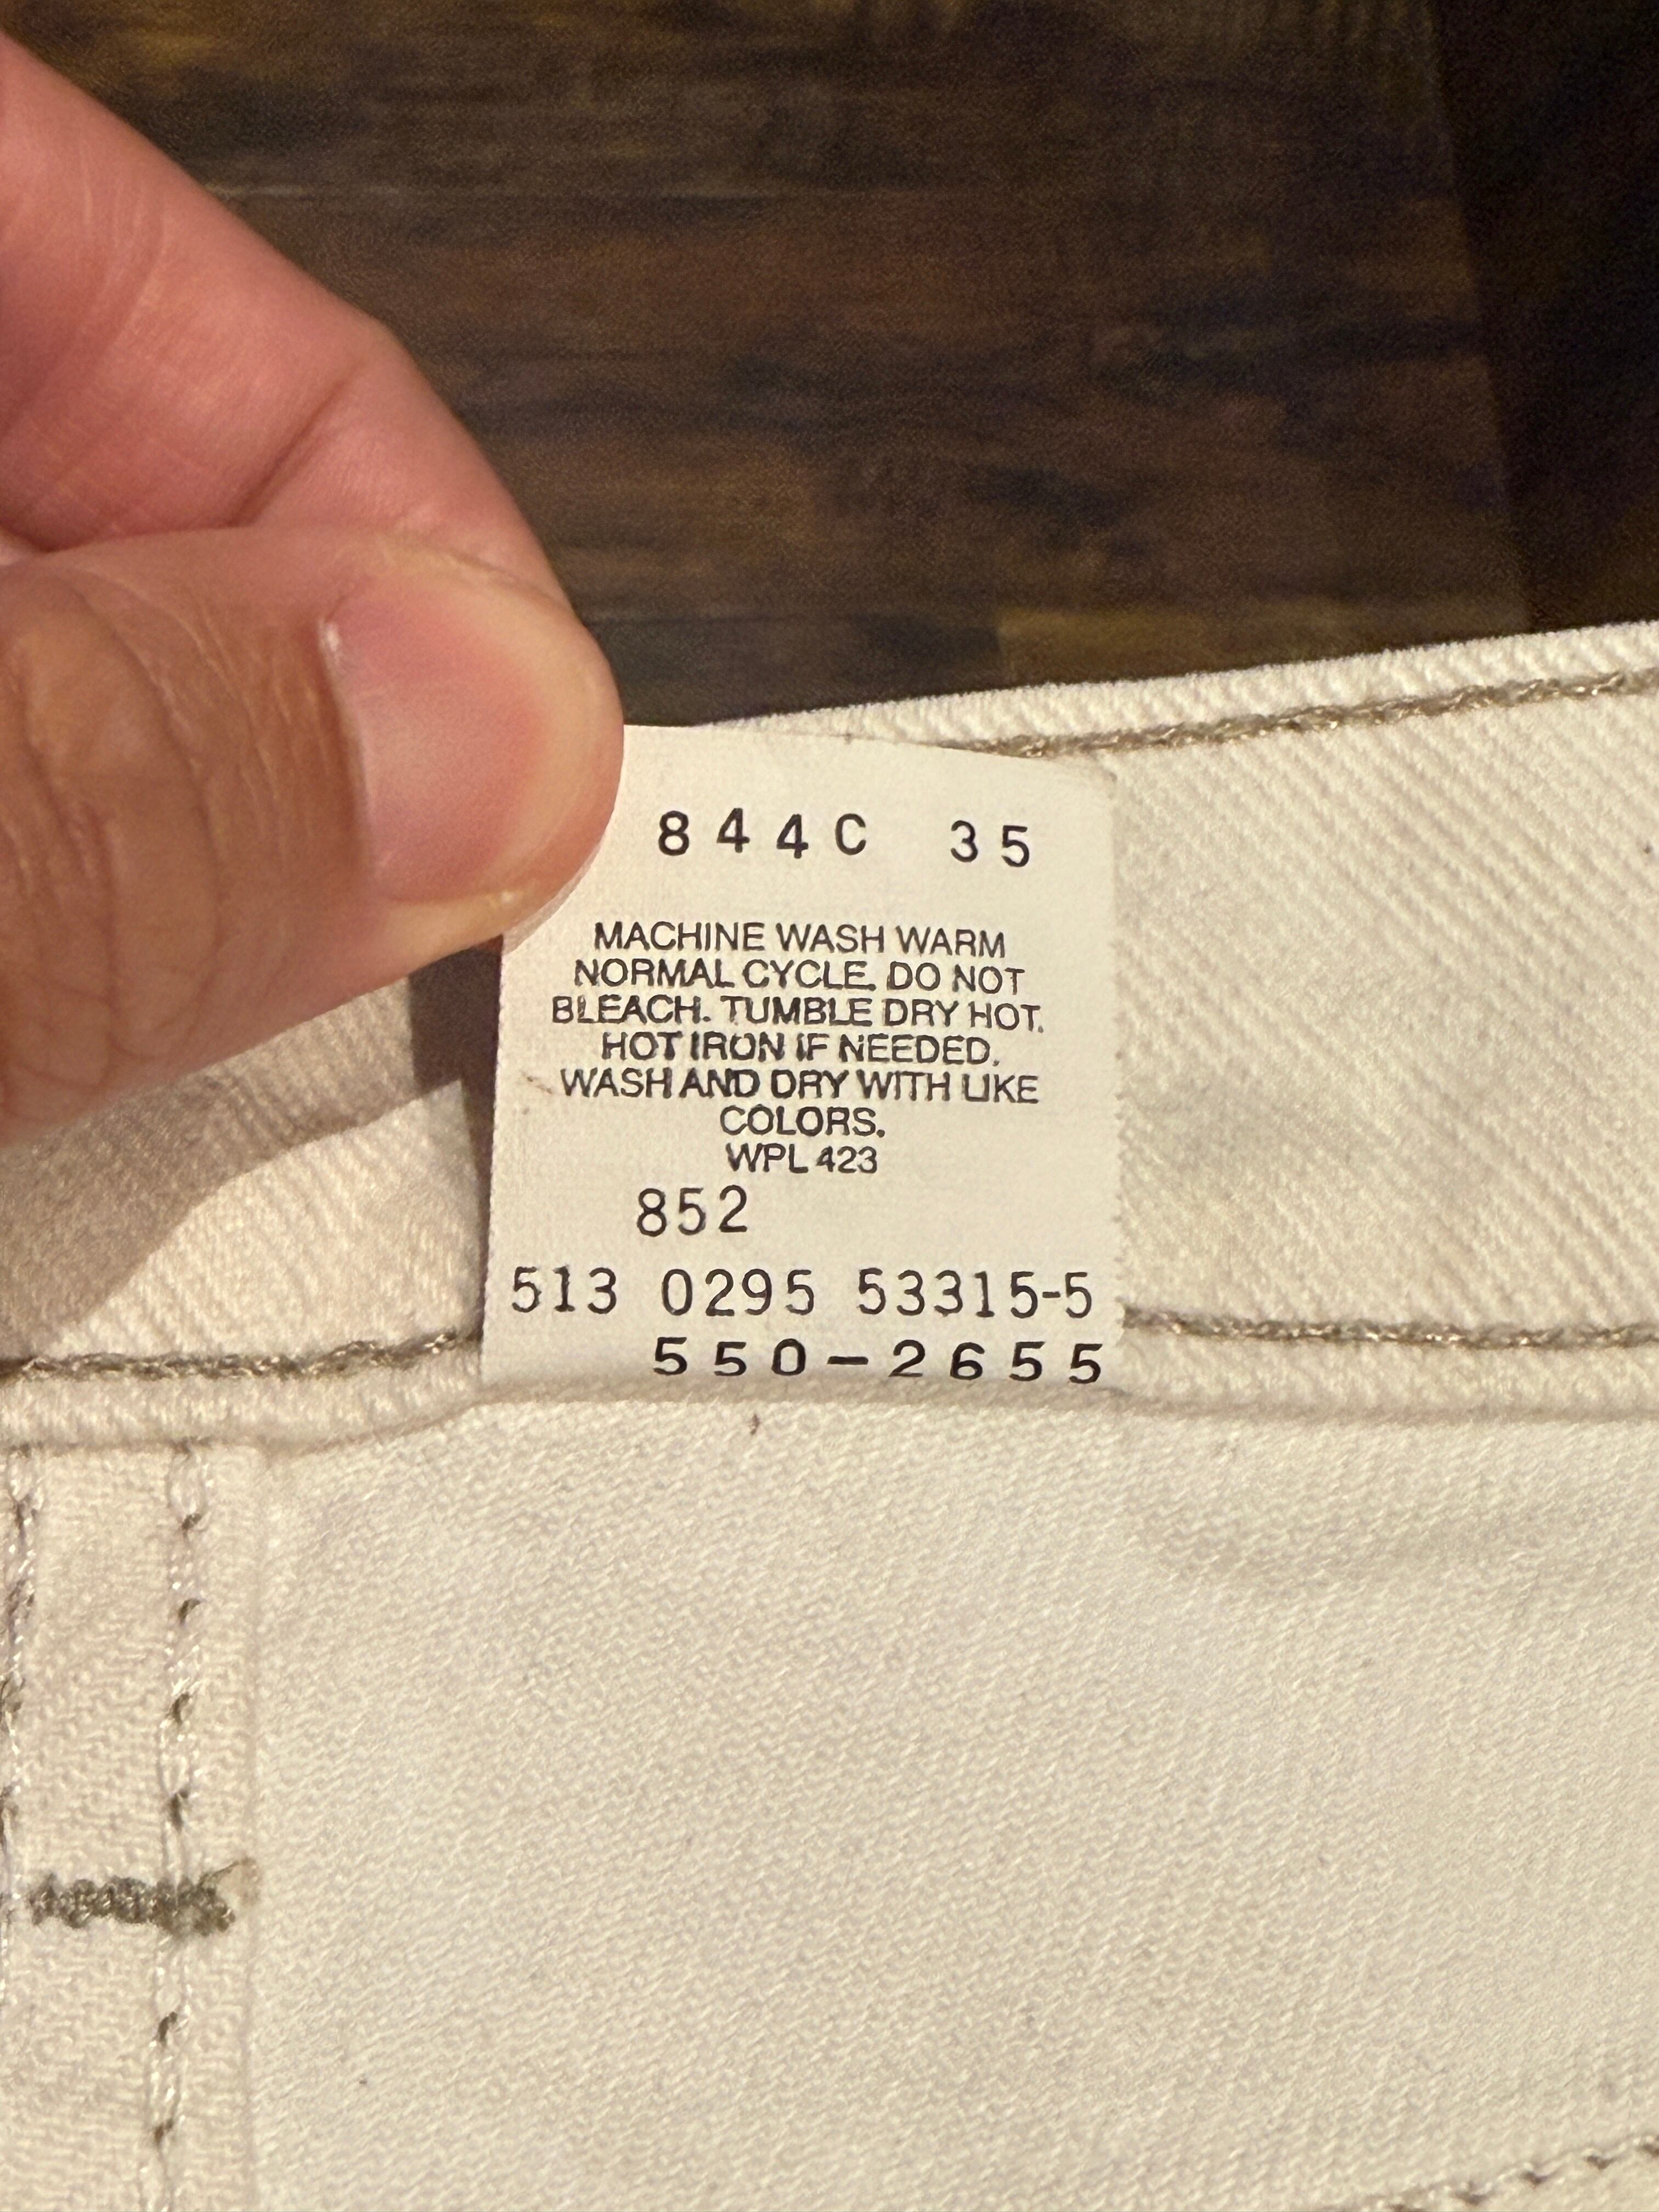 844C 35
MACHINE WASH WARM
NORMAL CYCLE. DO NOT
BLEACH. TUMBLE DRY HOT.
HOT IRON IF NEEDED.
WASH AND DRY WITH LIKE
COLORS.
WPL 423
852
513 0295 53315-5
550-2655